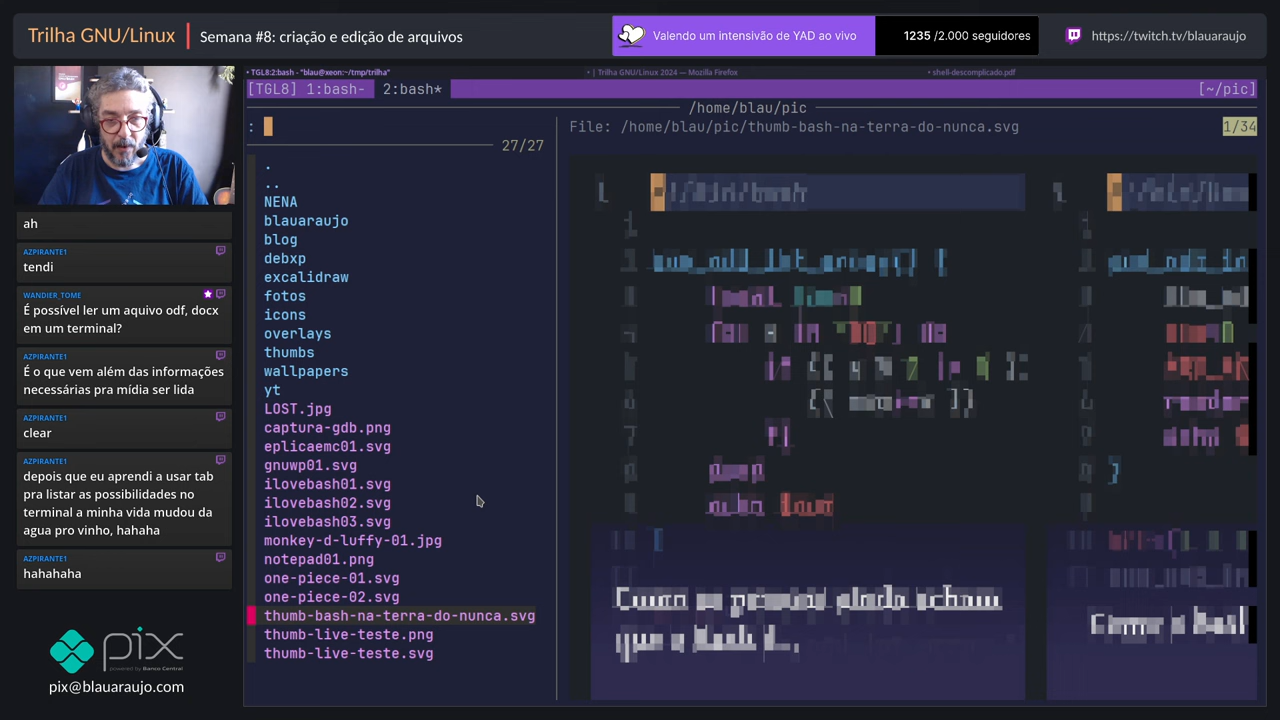 Trilha GNU/Linux
Semana #8: criação e edição de arquivos
Valendo um intensivão de YAD ao vivo
1235 /2.000 seguidores
https://twitch.tv/blauaraujo
• TGL8:2:bash - "blau@xeon:~/tmp/trilha"
• | Trilha GNU/Linux 2024 — Mozilla Firefox
• shell-descomplicado.pdf
[TGL8] 1:bash- 2:bash*
[~/pic]
/home/blau/pic
:
27/27
File: /home/blau/pic/thumb-bash-na-terra-do-nunca.svg
1/34
.
..
NENA
blauaraujo
blog
debxp
excalidraw
fotos
icons
overlays
thumbs
wallpapers
yt
LOST.jpg
captura-gdb.png
eplicaemc01.svg
gnuwp01.svg
ilovebash01.svg
ilovebash02.svg
ilovebash03.svg
monkey-d-luffy-01.jpg
notepad01.png
one-piece-01.svg
one-piece-02.svg
thumb-bash-na-terra-do-nunca.svg
thumb-live-teste.png
thumb-live-teste.svg
ah
AZPIRANTE1
tendi
WANDIER_TOME
É possível ler um aquivo odf, docx
em um terminal?
AZPIRANTE1
É o que vem além das informações
necessárias pra mídia ser lida
AZPIRANTE1
clear
AZPIRANTE1
depois que eu aprendi a usar tab
pra listar as possibilidades no
terminal a minha vida mudou da
agua pro vinho, hahaha
AZPIRANTE1
hahahaha
pix
powered by Banco Central
pix@blauaraujo.com